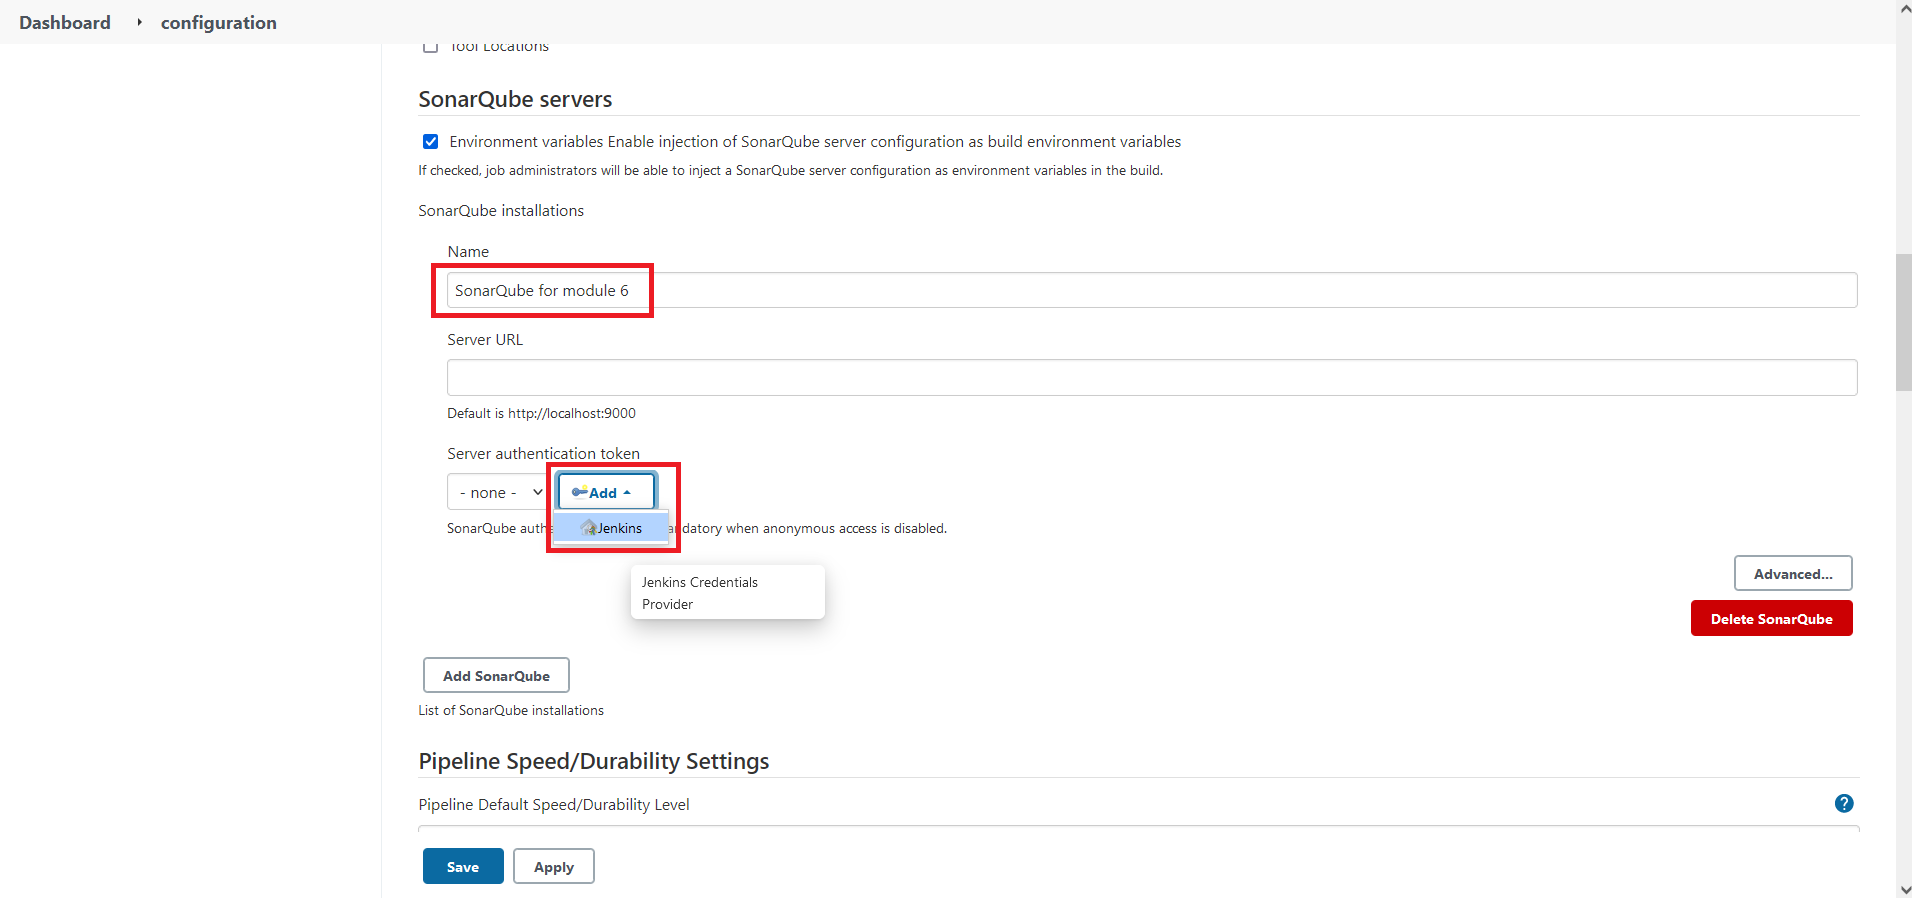 Dashboard
configuration
Tool Locations
SonarQube servers
Environment variables Enable injection of SonarQube server configuration as build environment variables
If checked, job administrators will be able to inject a SonarQube server configuration as environment variables in the build.
SonarQube installations
Name
SonarQube for module 6
Server URL
Default is http://localhost:9000
Server authentication token
- none -
Add
SonarQube authe
Jenkins
andatory when anonymous access is disabled.
Jenkins Credentials
Provider
Advanced...
Delete SonarQube
Add SonarQube
List of SonarQube installations
Pipeline Speed/Durability Settings
Pipeline Default Speed/Durability Level
?
Save
Apply